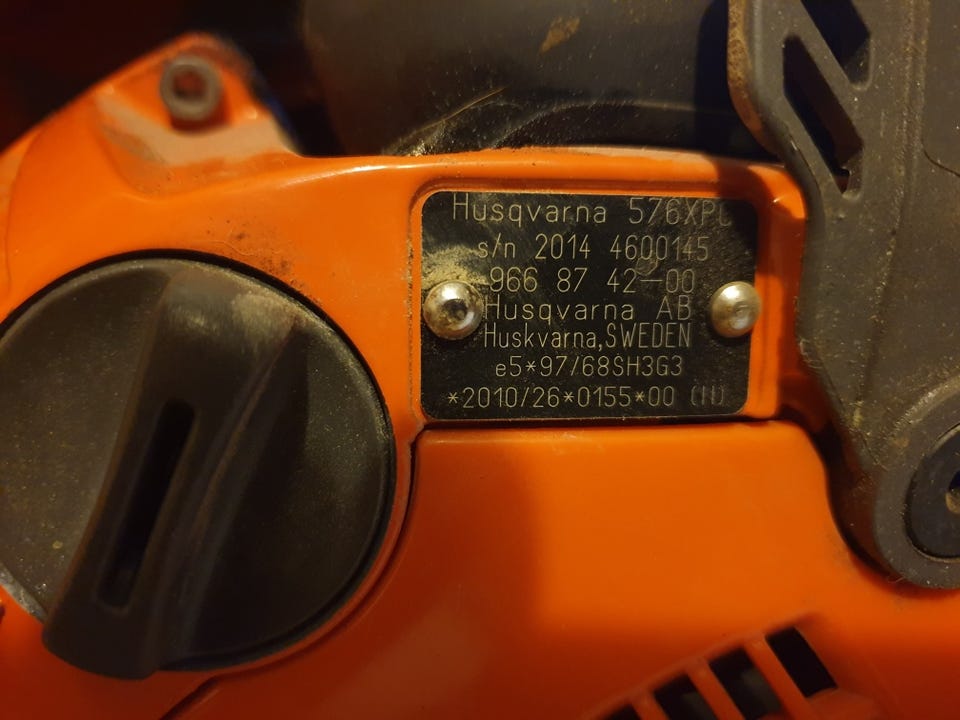 Husqvarna 576XPG
s/n 2014 4600145
966 87 42-00
Husqvarna AB
Huskvarna,SWEDEN
e5*97/68SH3G3
*2010/26*0155*00 (II)